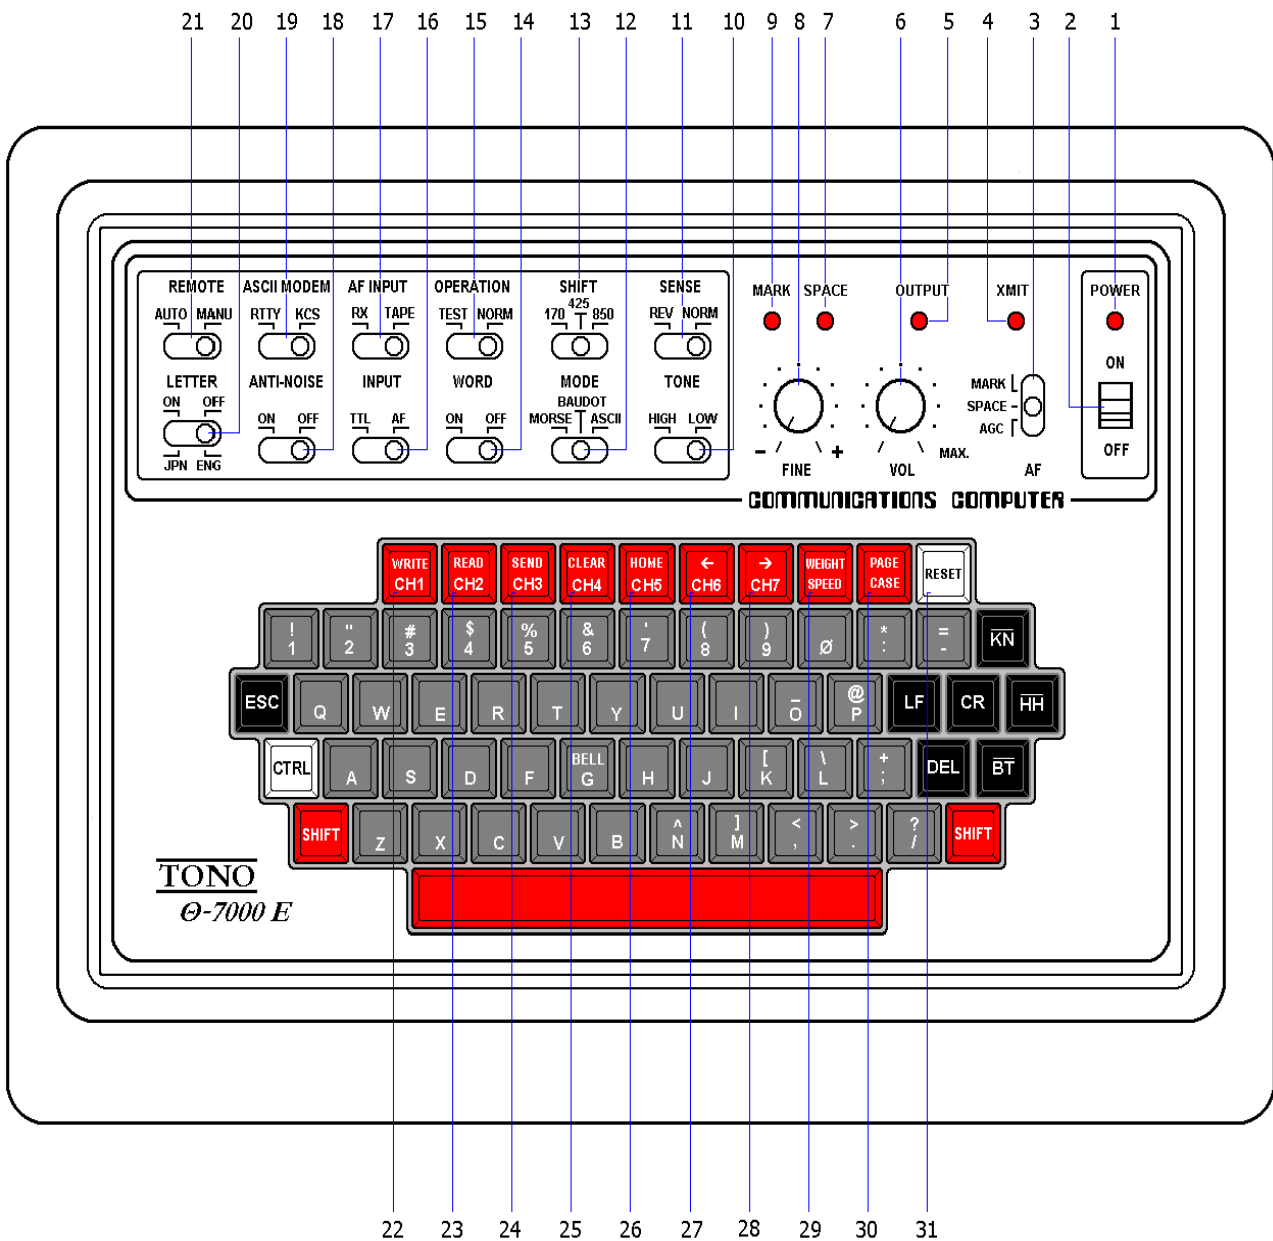 21 20 19 18 17 16 15 14 13 12 11 10 9 8 7 6 5 4 3 2 1
REMOTE ASCII MODEM AF INPUT OPERATION SHIFT SENSE
AUTO MANU RTTY KCS RX TAPE TEST NORM 170 425 850 REV NORM
MARK SPACE OUTPUT XMIT POWER
LETTER ANTI-NOISE INPUT WORD MODE TONE
ON OFF ON OFF TTL AF ON OFF MORSE BAUDOT ASCII HIGH LOW
JPN ENG
- + FINE
VOL MAX.
MARK
SPACE
AGC
AF
ON
OFF
COMMUNICATIONS COMPUTER
WRITE READ SEND CLEAR HOME ← → WEIGHT PAGE RESET
CH1 CH2 CH3 CH4 CH5 CH6 CH7 SPEED CASE
! " # $ % & ' ( ) * =
1 2 3 4 5 6 7 8 9 Ø : - KN
ESC Q W E R T Y U I _ O @ P LF CR HH
CTRL A S D F BELL G H J [ K \ L + ; DEL BT
SHIFT Z X C V B ^ N ] M < , > . ? / SHIFT
TONO
Θ-7000 E
22 23 24 25 26 27 28 29 30 31